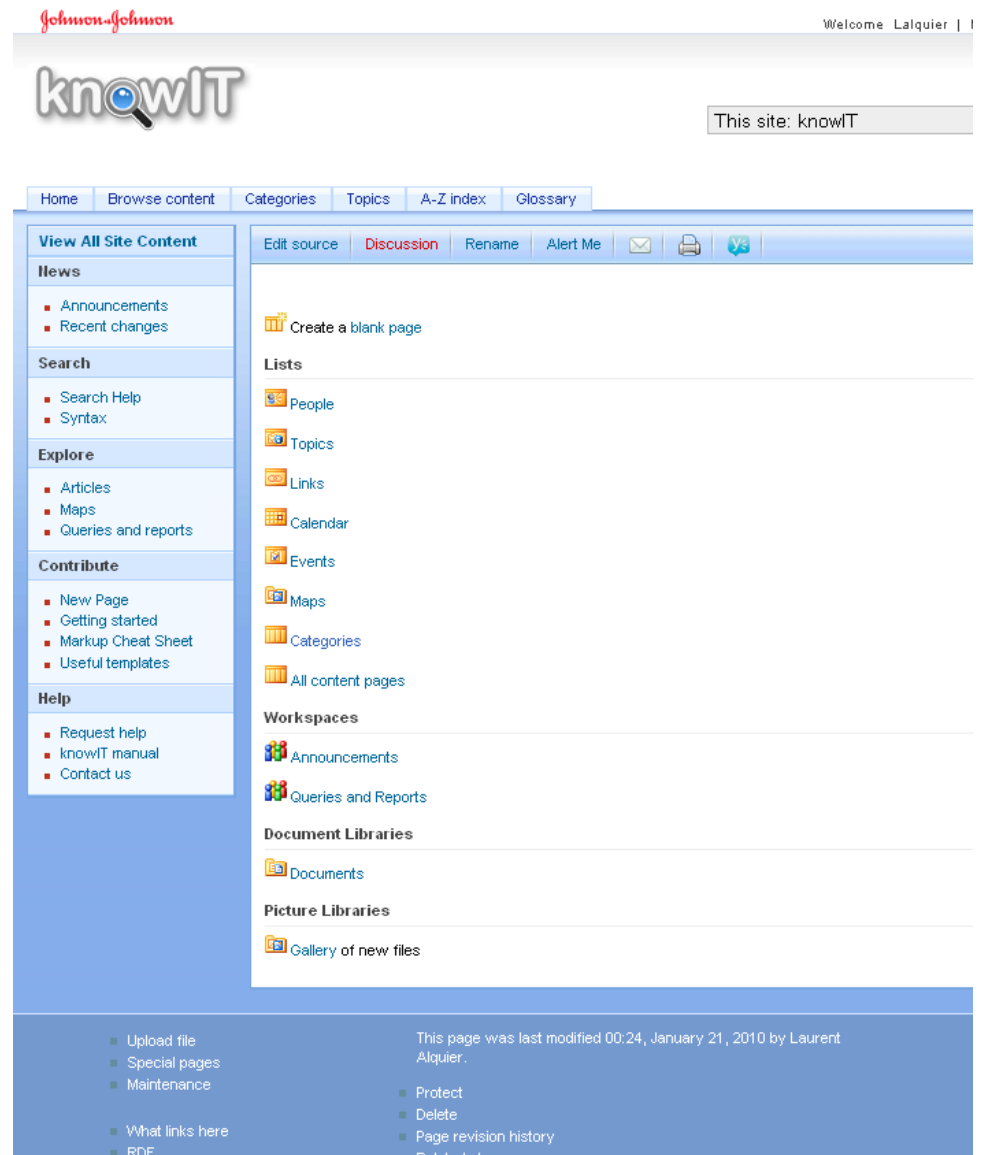 Johnson & Johnson
Welcome Lalquier |
knowIT
This site: knowIT
Home Browse content Categories Topics A-Z index Glossary
View All Site Content
News
Announcements
Recent changes
Search
Search Help
Syntax
Explore
Articles
Maps
Queries and reports
Contribute
New Page
Getting started
Markup Cheat Sheet
Useful templates
Help
Request help
knowIT manual
Contact us
Edit source Discussion Rename Alert Me
Create a blank page
Lists
People
Topics
Links
Calendar
Events
Maps
Categories
All content pages
Workspaces
Announcements
Queries and Reports
Document Libraries
Documents
Picture Libraries
Gallery of new files
Upload file
Special pages
Maintenance
What links here
RDF
This page was last modified 00:24, January 21, 2010 by Laurent
Alquier.
Protect
Delete
Page revision history